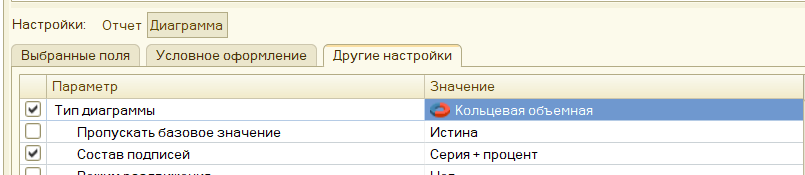 Настройки: Отчет Диаграмма
Выбранные поля Условное оформление Другие настройки
Параметр Значение
Тип диаграммы Кольцевая объемная
Пропускать базовое значение Истина
Состав подписей Серия + процент